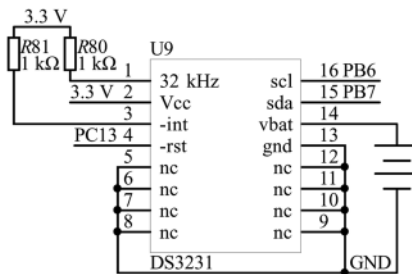 3.3 V
R81
1 kΩ
R80
1 kΩ
U9
1
32 kHz
scl
16
PB6
3.3 V
2
Vcc
sda
15
PB7
3
-int
vbat
14
PC13
4
-rst
gnd
13
5
nc
nc
12
6
nc
nc
11
7
nc
nc
10
8
nc
nc
9
DS3231
GND